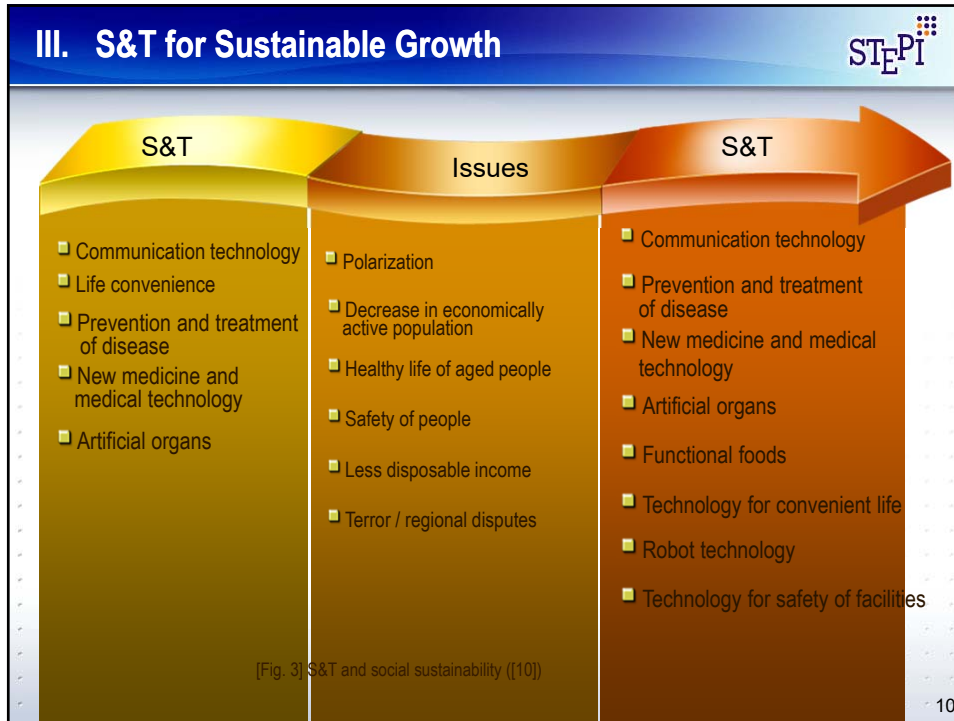 III. S&T for Sustainable Growth
STEPI
S&T
Communication technology
Life convenience
Prevention and treatment
of disease
New medicine and
medical technology
Artificial organs
Issues
Polarization
Decrease in economically
active population
Healthy life of aged people
Safety of people
Less disposable income
Terror / regional disputes
S&T
Communication technology
Prevention and treatment
of disease
New medicine and medical
technology
Artificial organs
Functional foods
Technology for convenient life
Robot technology
Technology for safety of facilities
[Fig. 3] S&T and social sustainability ([10])
10